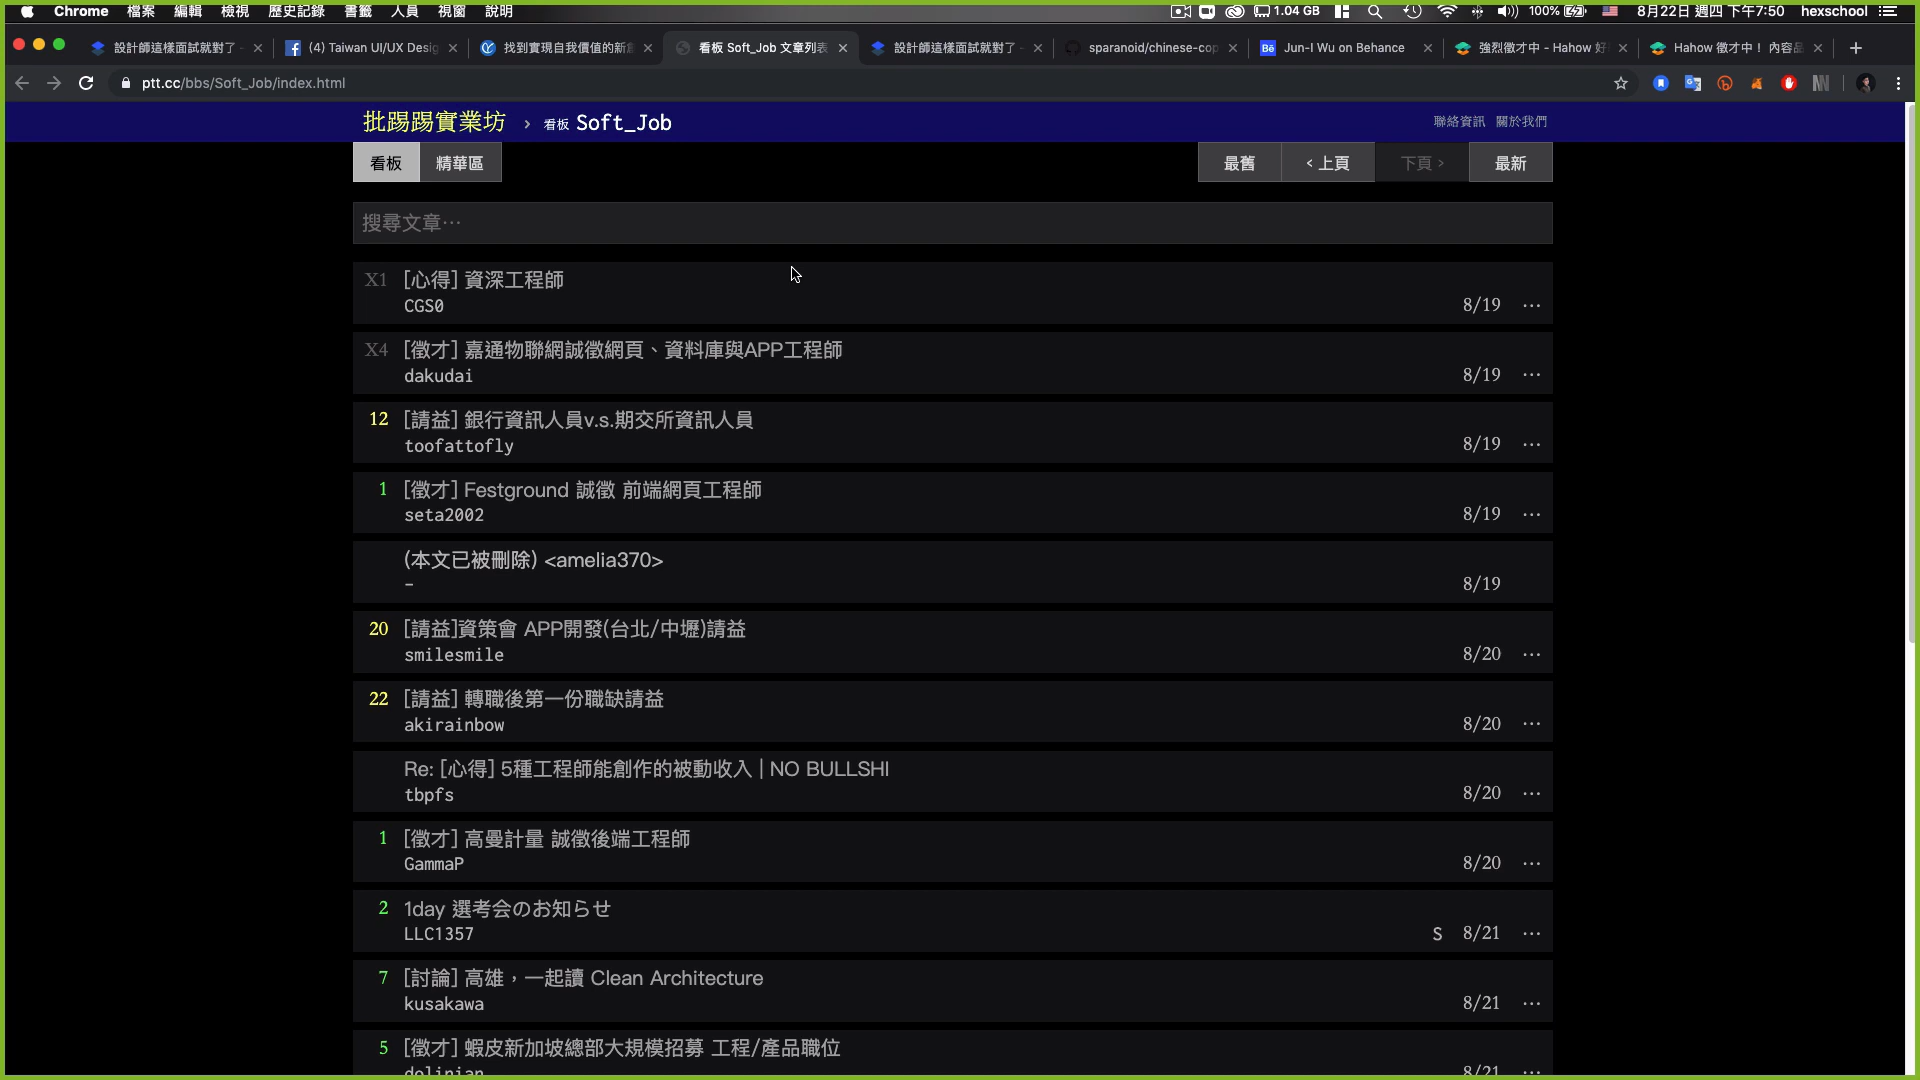 Chrome 檔案 編輯 檢視 歷史記錄 書籤 人員 視窗 說明 1.04 GB 100% 8月22日 週四 下午7:50 hexschool
設計師這樣面試就對了 - (4) Taiwan UI/UX Desig 找到實現自我價值的新創 看板 Soft_Job 文章列表 設計師這樣面試就對了 - sparanoid/chinese-cop Jun-I Wu on Behance 強烈徵才中 - Hahow 好 Hahow 徵才中！內容品
ptt.cc/bbs/Soft_Job/index.html
批踢踢實業坊 › 看板 Soft_Job 聯絡資訊 關於我們
看板 精華區 最舊 ‹ 上頁 下頁 › 最新
搜尋文章⋯
X1 [心得] 資深工程師
CGS0 8/19 ⋯
X4 [徵才] 嘉通物聯網誠徵網頁、資料庫與APP工程師
dakudai 8/19 ⋯
12 [請益] 銀行資訊人員v.s.期交所資訊人員
toofattofly 8/19 ⋯
1 [徵才] Festground 誠徵 前端網頁工程師
seta2002 8/19 ⋯
(本文已被刪除) <amelia370>
- 8/19
20 [請益]資策會 APP開發(台北/中壢)請益
smilesmile 8/20 ⋯
22 [請益] 轉職後第一份職缺請益
akirainbow 8/20 ⋯
Re: [心得] 5種工程師能創作的被動收入 | NO BULLSHI
tbpfs 8/20 ⋯
1 [徵才] 高曼計量 誠徵後端工程師
GammaP 8/20 ⋯
2 1day 選考会のお知らせ
LLC1357 S 8/21 ⋯
7 [討論] 高雄，一起讀 Clean Architecture
kusakawa 8/21 ⋯
5 [徵才] 蝦皮新加坡總部大規模招募 工程/產品職位
dolinian 8/21 ⋯